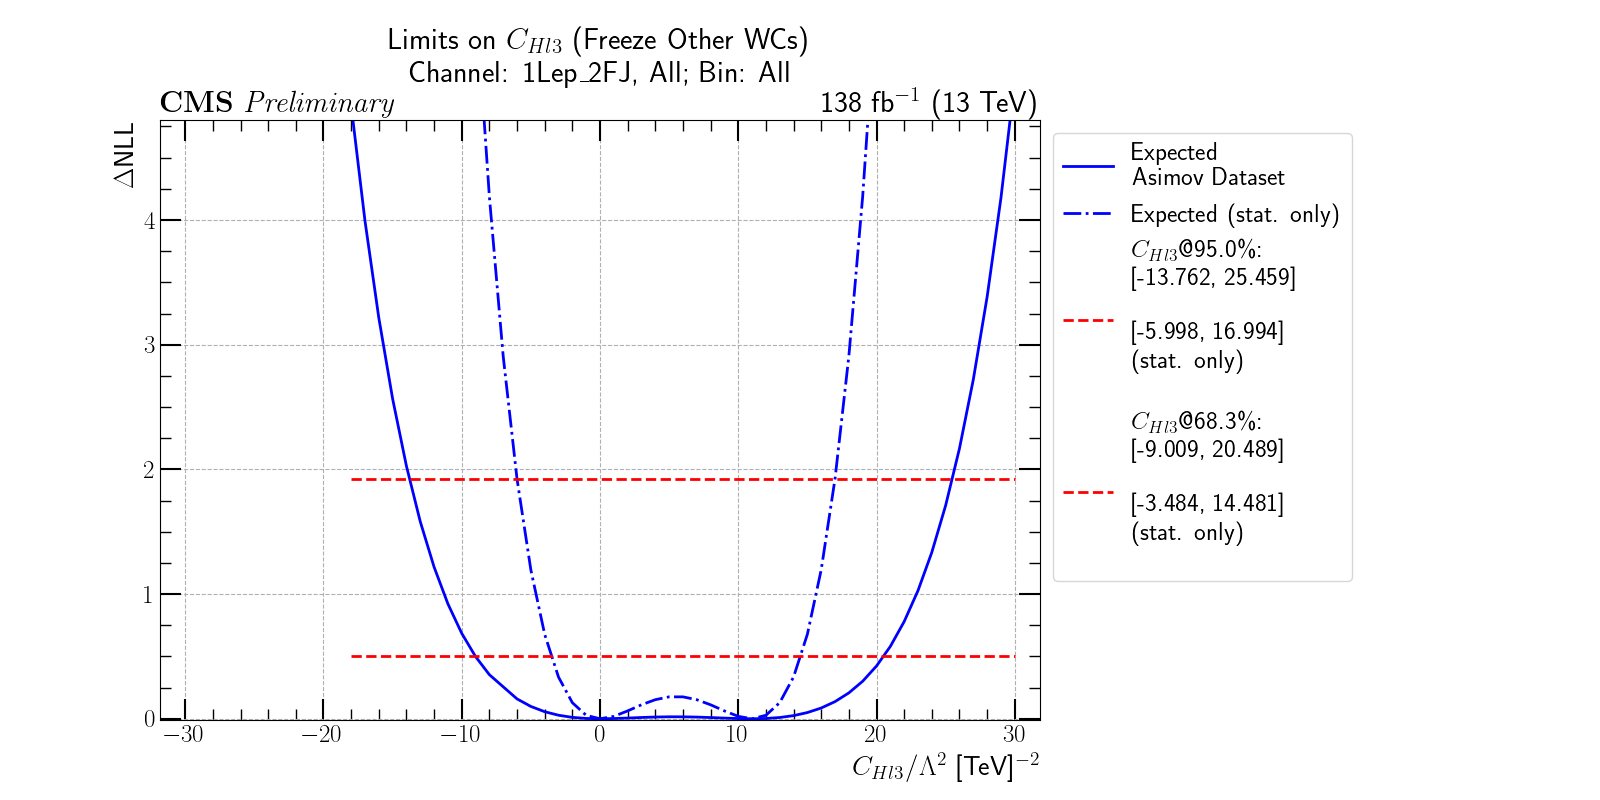 Limits on C_{Hl3} (Freeze Other WCs)
Channel: 1Lep_2FJ, All; Bin: All
CMS Preliminary
138 fb^{-1} (13 TeV)
ΔNLL
4
3
2
1
0
−30
−20
−10
0
10
20
30
C_{Hl3}/Λ^2 [TeV]^{-2}
Expected
Asimov Dataset
Expected (stat. only)
C_{Hl3}@95.0%:
[-13.762, 25.459]
[-5.998, 16.994]
(stat. only)
C_{Hl3}@68.3%:
[-9.009, 20.489]
[-3.484, 14.481]
(stat. only)